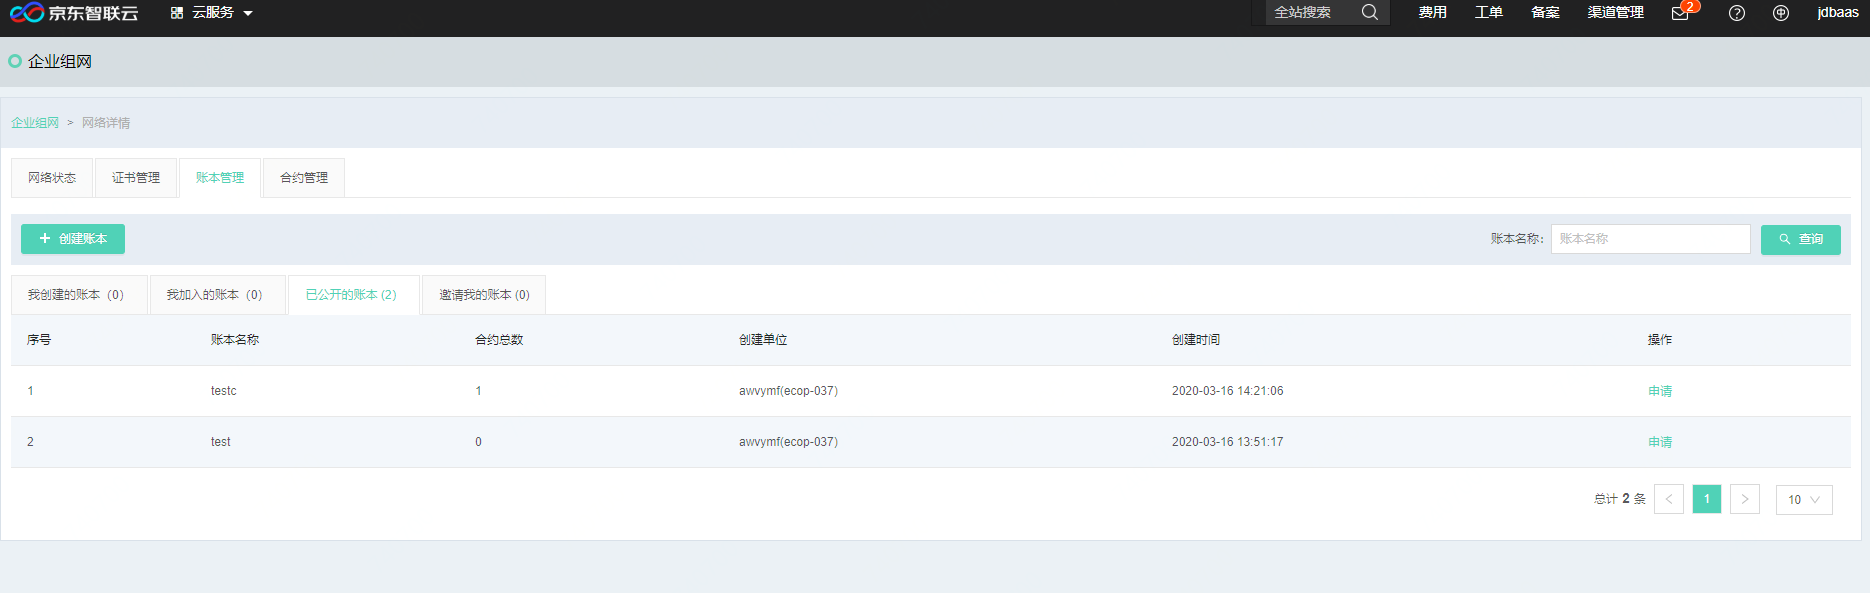 京东智联云 云服务 全站搜索 费用 工单 备案 渠道管理 2 jdbaas
企业组网
企业组网 > 网络详情
网络状态 证书管理 账本管理 合约管理
+ 创建账本 账本名称: 账本名称 查询
我创建的账本（0） 我加入的账本（0） 已公开的账本 (2) 邀请我的账本 (0)
序号 账本名称 合约总数 创建单位 创建时间 操作
1 testc 1 awvymf(ecop-037) 2020-03-16 14:21:06 申请
2 test 0 awvymf(ecop-037) 2020-03-16 13:51:17 申请
总计 2 条 < 1 > 10